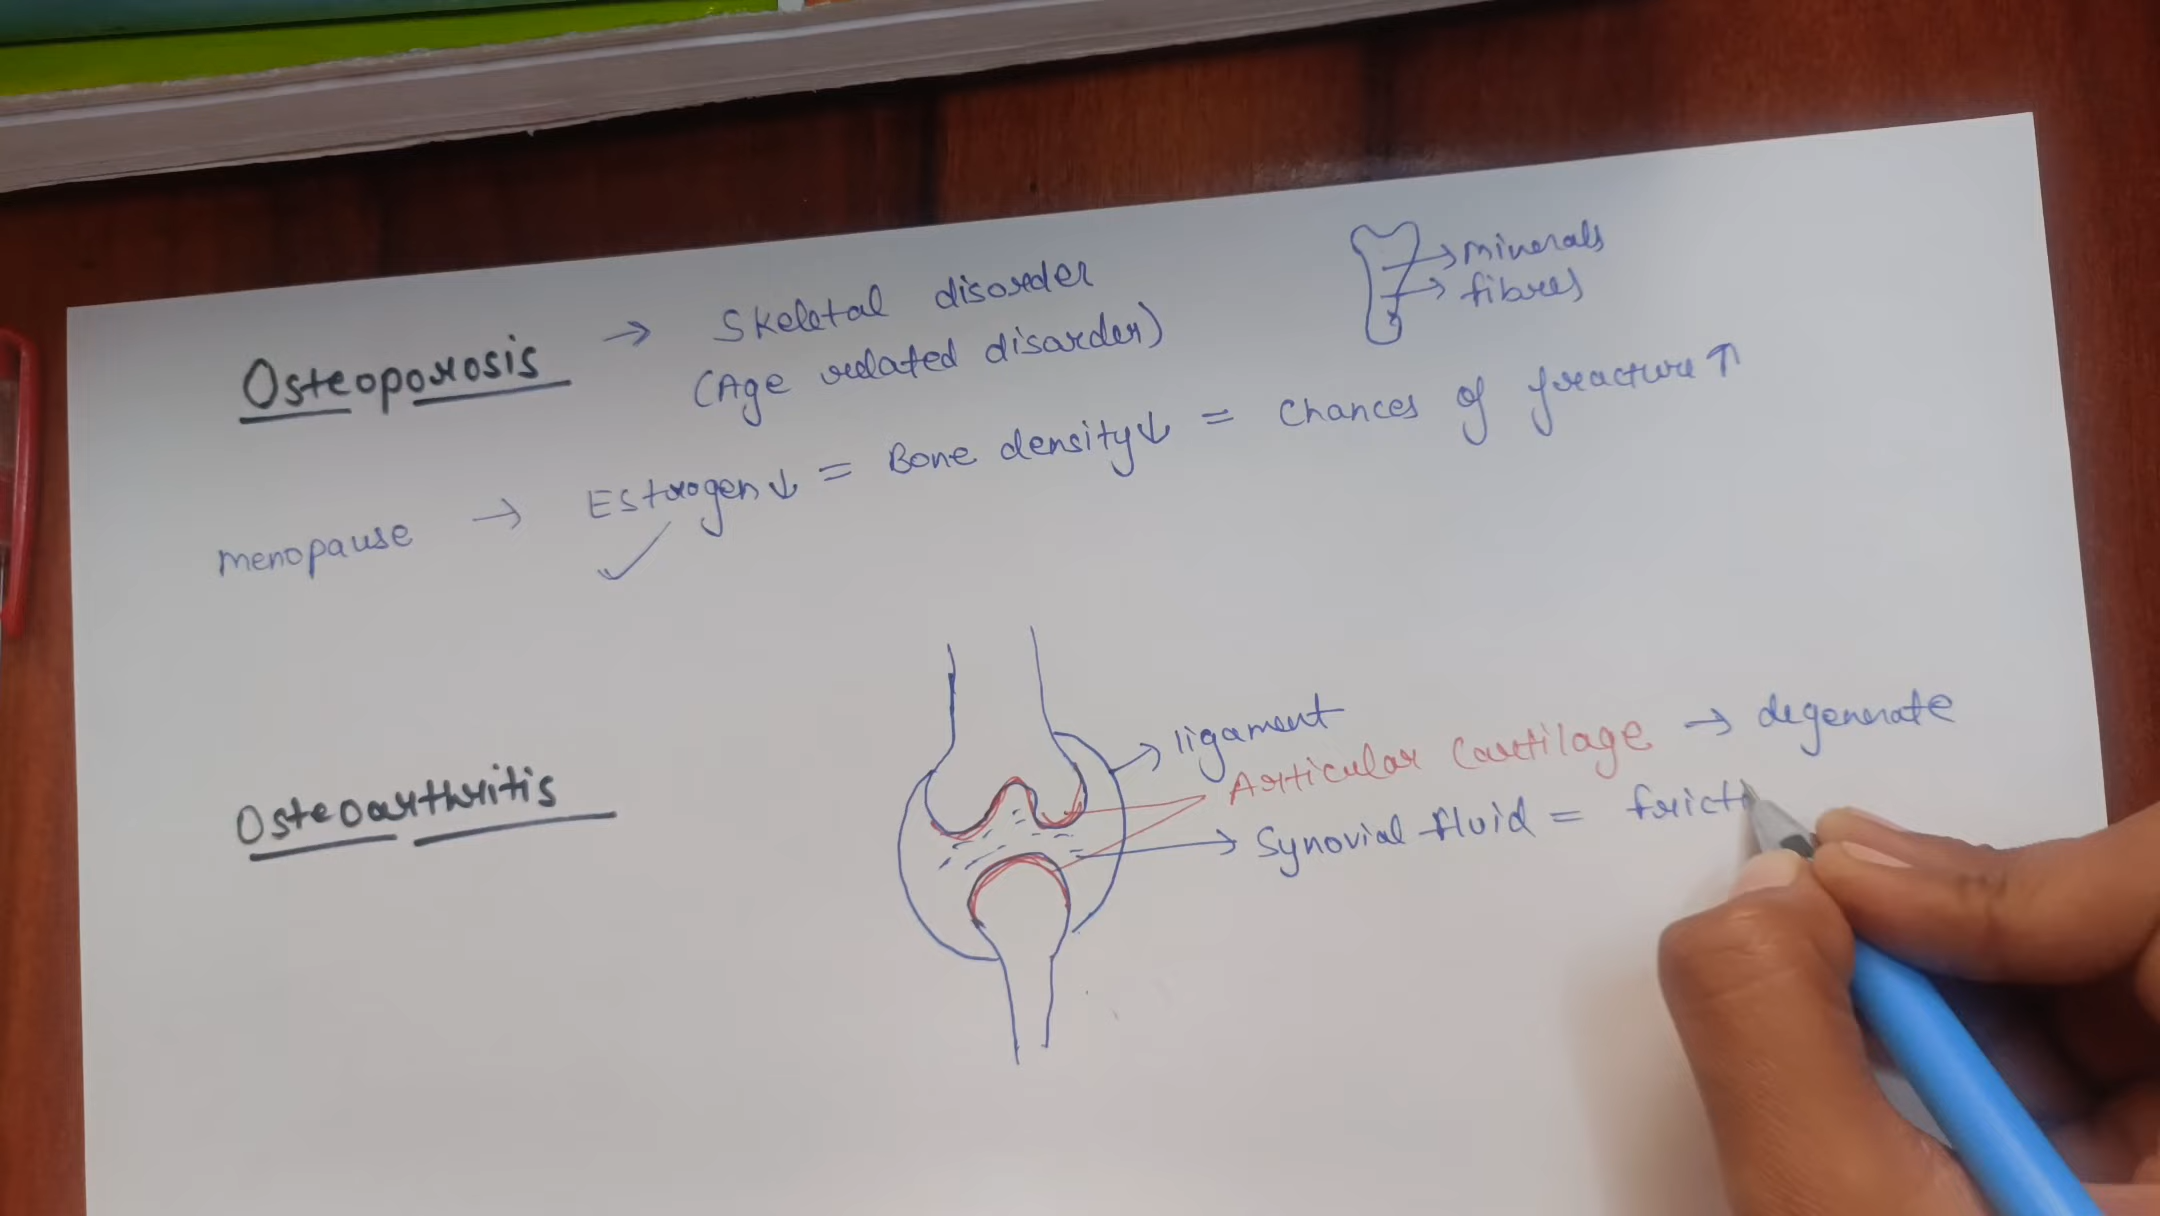 minerals
fibres
Osteoporosis → Skeletal disorder
(Age related disorder)
menopause → Estrogen↓ = Bone density↓ = Chances of fracture↑
Osteoarthritis
ligament
Articular Cartilage → degenerate
Synovial fluid = fricti